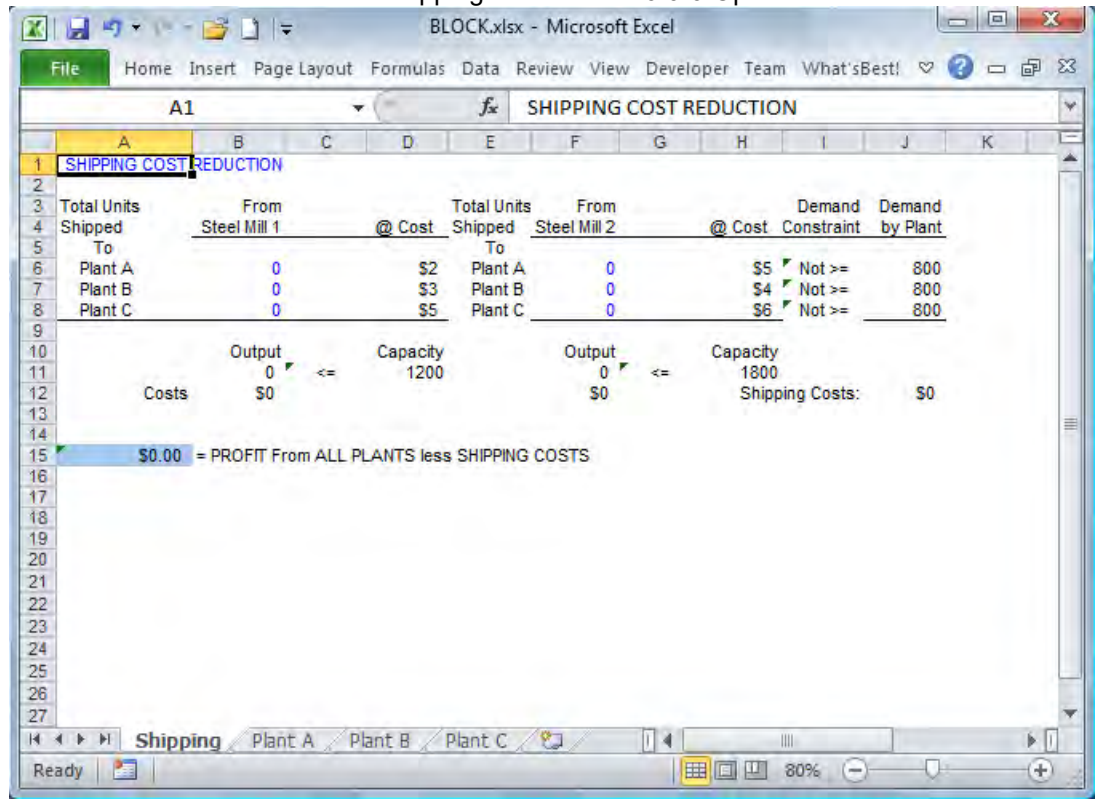 BLOCK.xlsx - Microsoft Excel
File Home Insert Page Layout Formulas Data Review View Developer Team What'sBest!
A1 fx SHIPPING COST REDUCTION
A B C D E F G H I J K
1 SHIPPING COST REDUCTION
2
3 Total Units From Total Units From Demand Demand
4 Shipped Steel Mill 1 @ Cost Shipped Steel Mill 2 @ Cost Constraint by Plant
5 To To
6 Plant A 0 $2 Plant A 0 $5 Not >= 800
7 Plant B 0 $3 Plant B 0 $4 Not >= 800
8 Plant C 0 $5 Plant C 0 $6 Not >= 800
9
10 Output Capacity Output Capacity
11 0 <= 1200 0 <= 1800
12 Costs $0 $0 Shipping Costs: $0
13
14
15 $0.00 = PROFIT From ALL PLANTS less SHIPPING COSTS
16
17
18
19
20
21
22
23
24
25
26
27
Shipping Plant A Plant B Plant C
Ready 80%